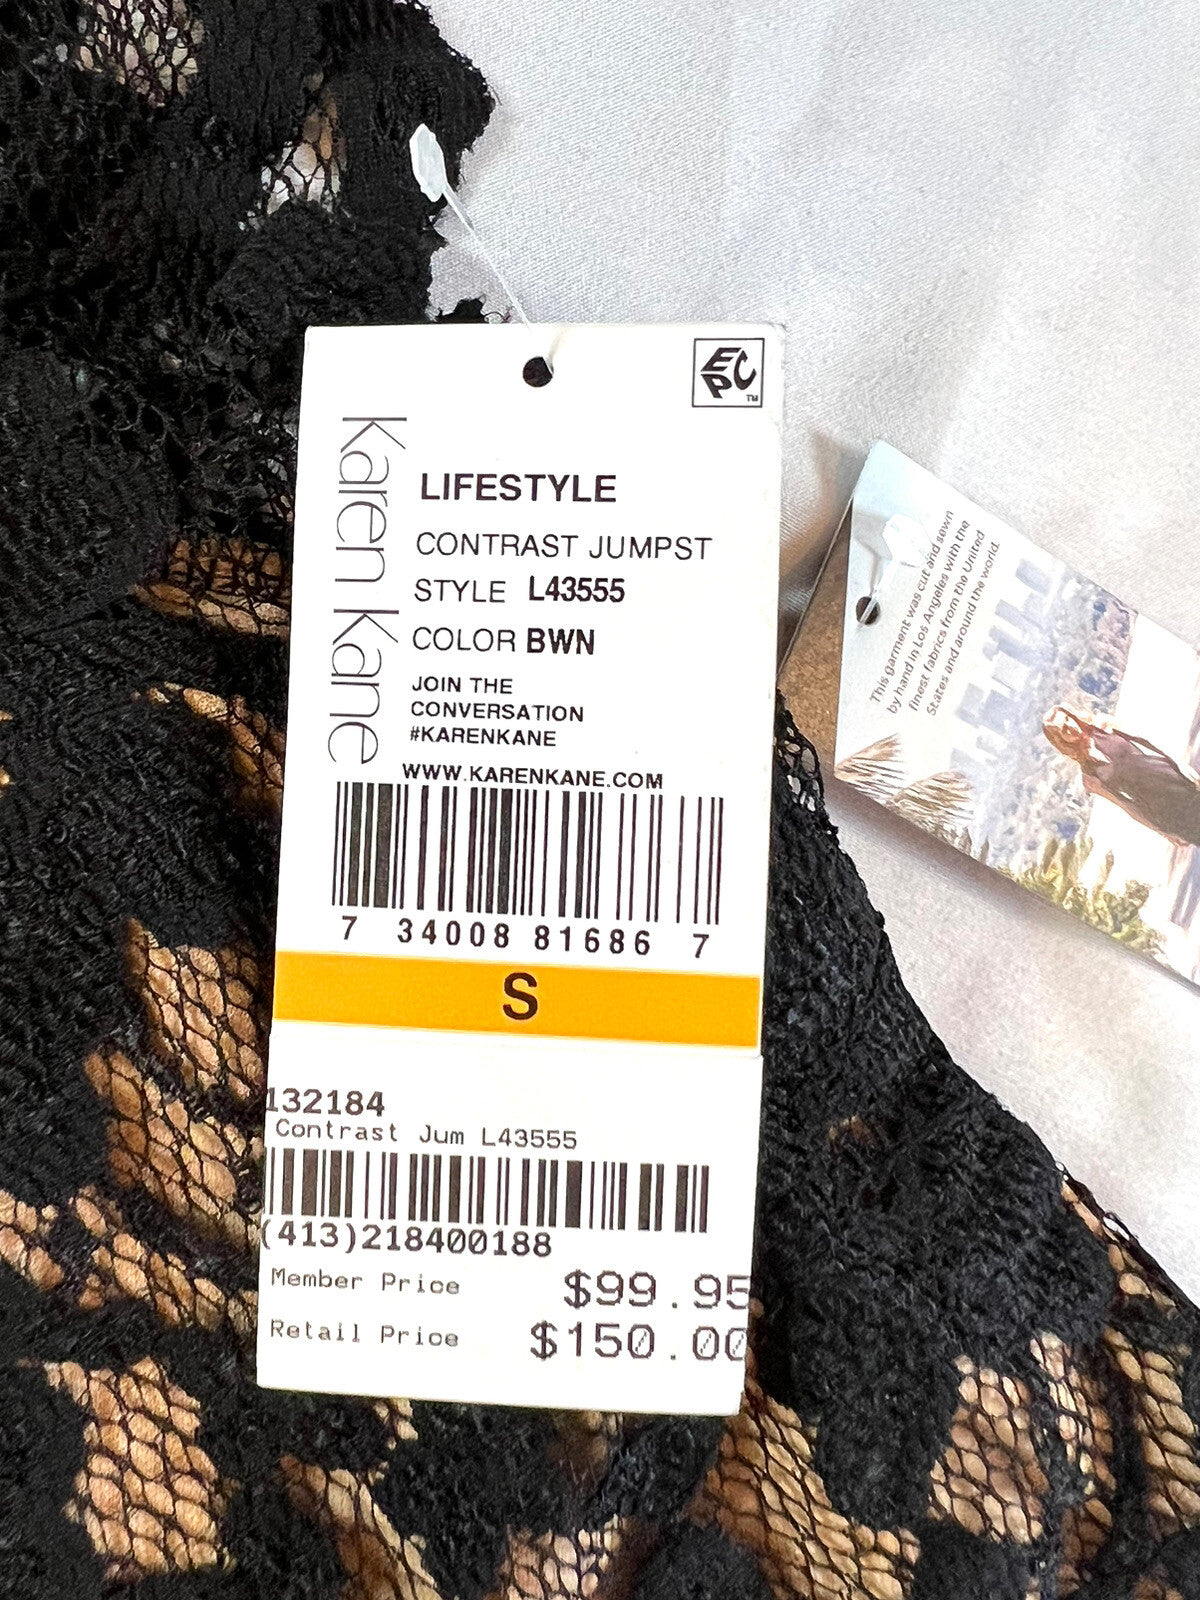 EPC™
Karen Kane
LIFESTYLE
CONTRAST JUMPST
STYLE L43555
COLOR BWN
JOIN THE
CONVERSATION
#KARENKANE
WWW.KARENKANE.COM
7 34008 81686 7
S
132184
Contrast Jum L43555
(413)218400188
Member Price $99.95
Retail Price $150.00
This garment was cut and sewn
by hand in Los Angeles with the
finest fabrics from the United
States and around the world.